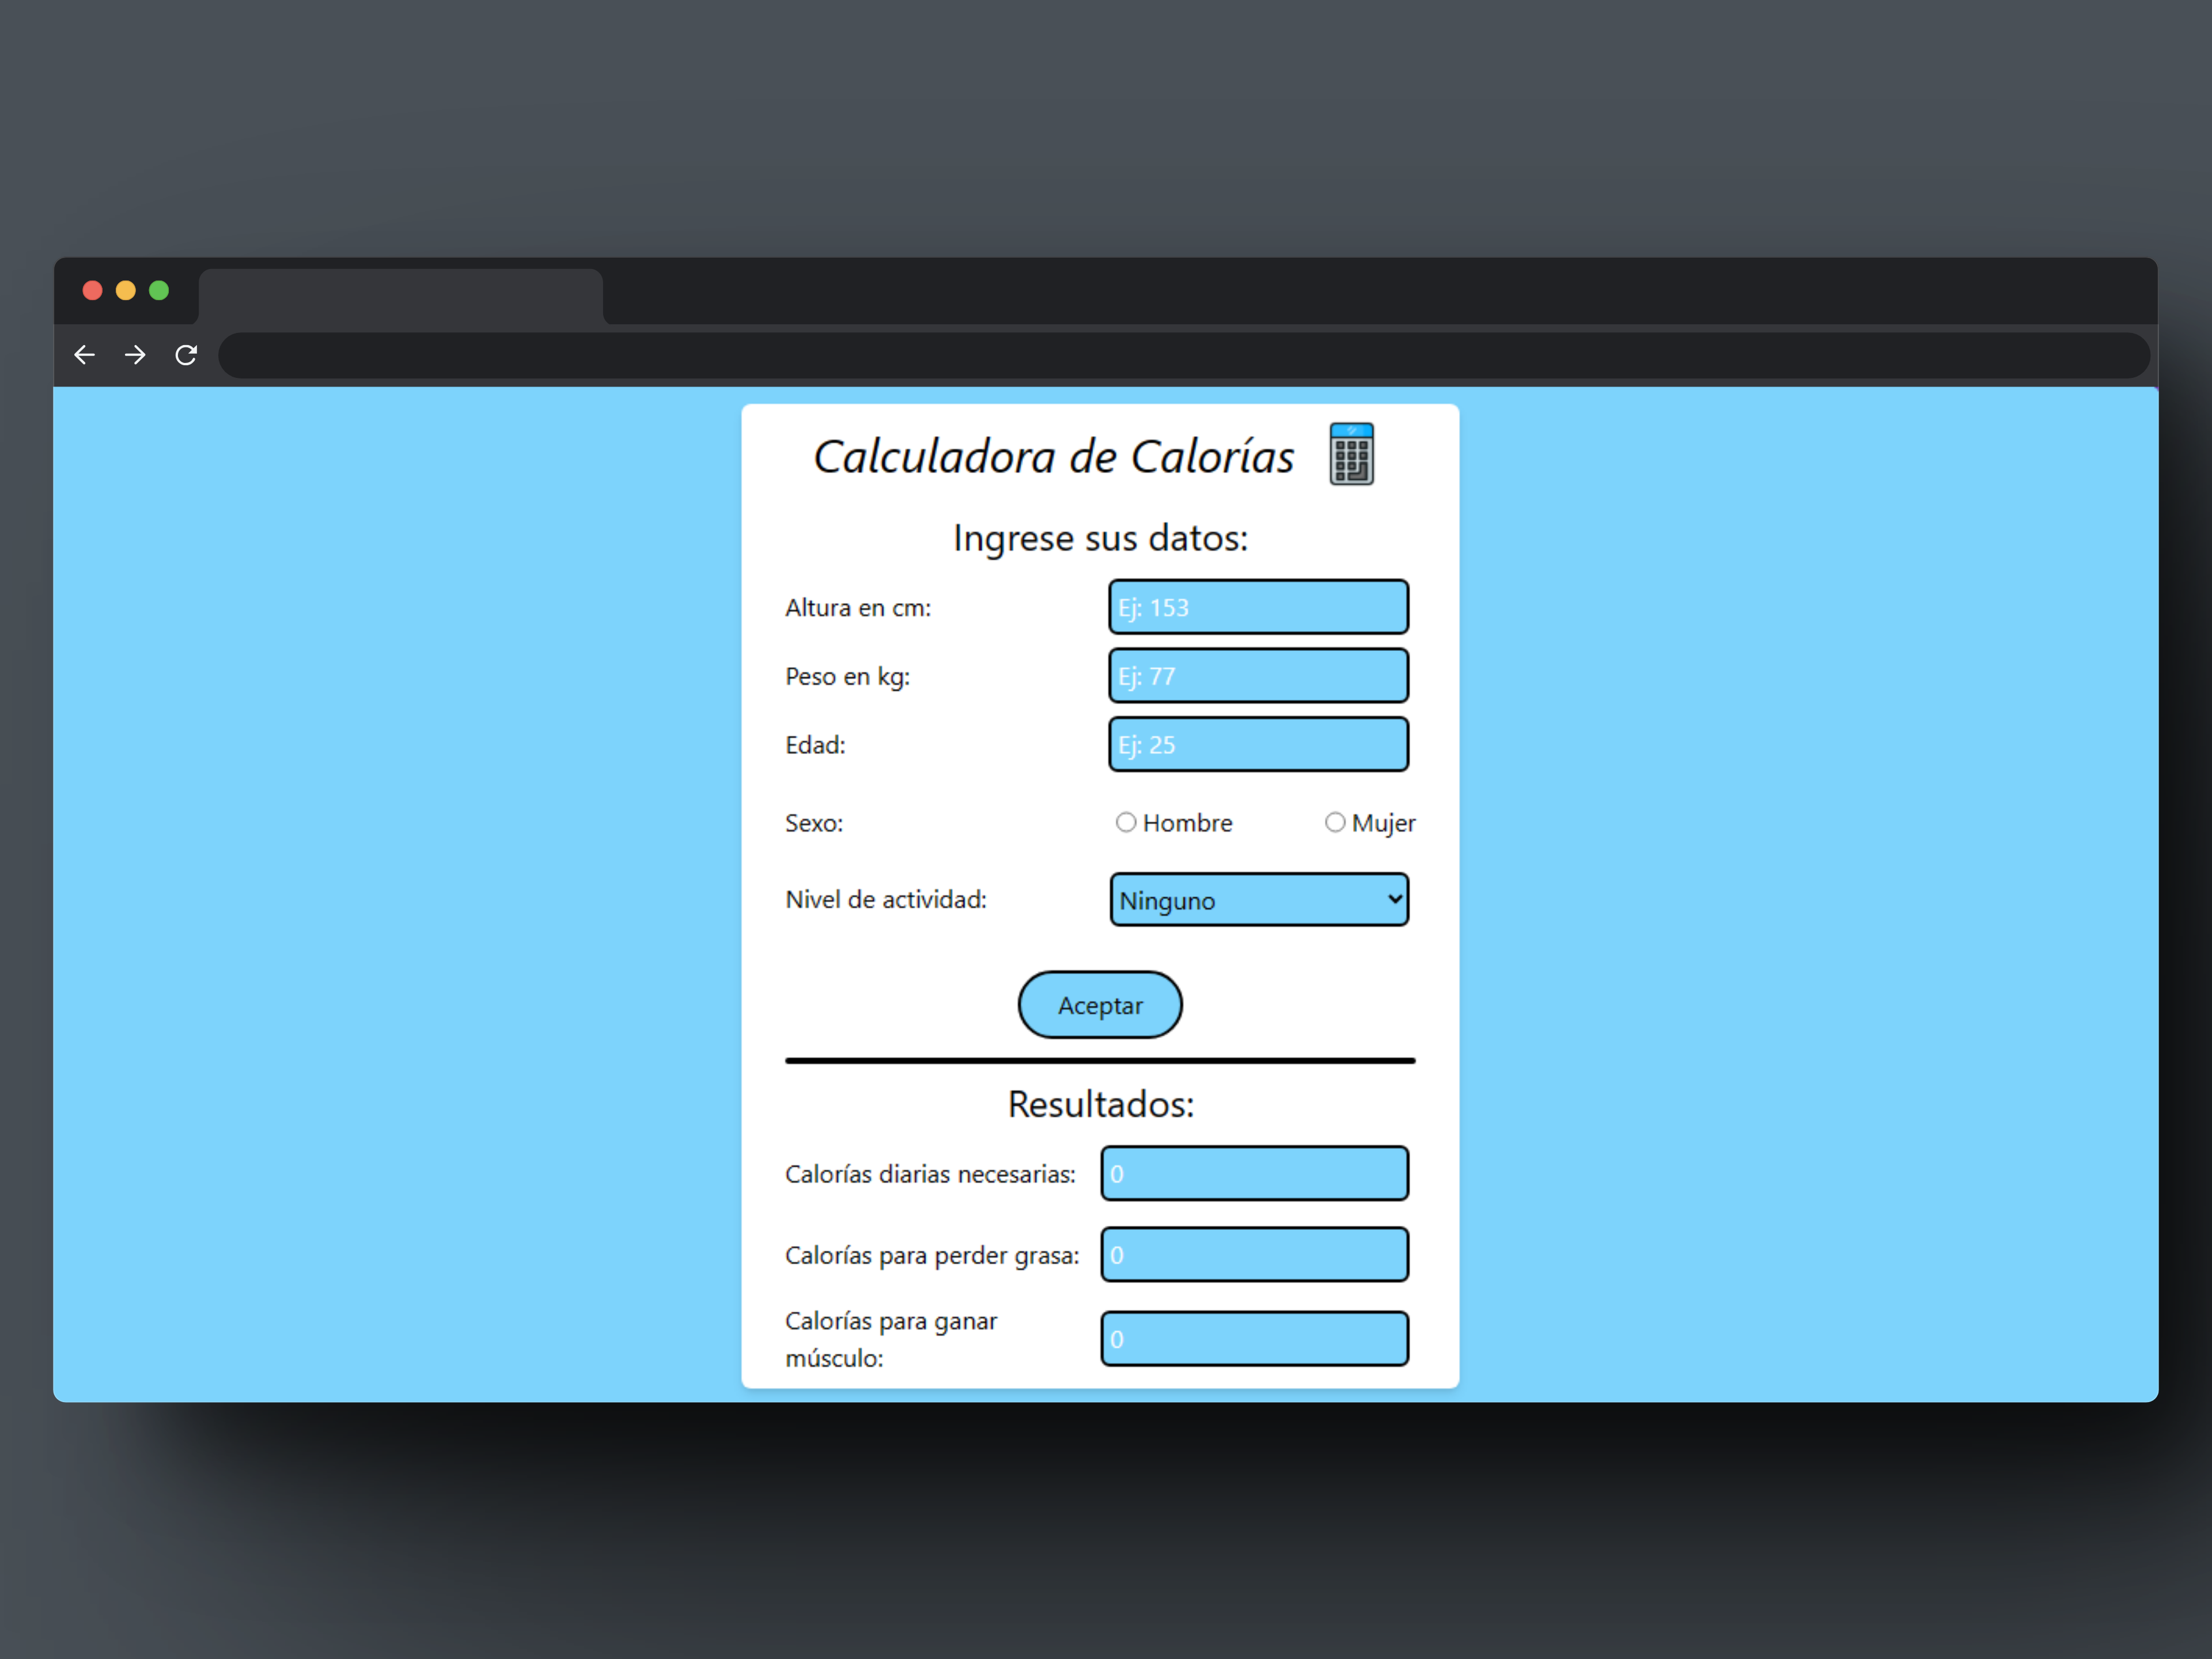 Calculadora de Calorías
Ingrese sus datos:
Altura en cm: Ej: 153
Peso en kg: Ej: 77
Edad: Ej: 25
Sexo: Hombre Mujer
Nivel de actividad: Ninguno
Aceptar
Resultados:
Calorías diarias necesarias: 0
Calorías para perder grasa: 0
Calorías para ganar
músculo: 0